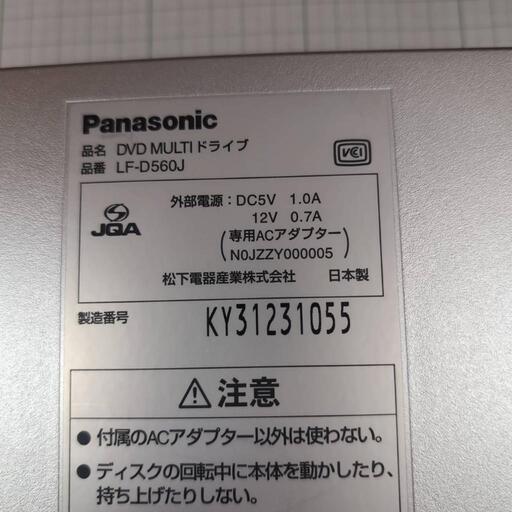 Panasonic
品名 DVD MULTIドライブ
品番 LF-D560J
VCI
JQA
外部電源：DC5V 1.0A
12V 0.7A
（専用ACアダプター
N0JZZY000005）
松下電器産業株式会社 日本製
製造番号 KY31231055
⚠注意
●付属のACアダプター以外は使わない。
●ディスクの回転中に本体を動かしたり、
持ち上げたりしない。